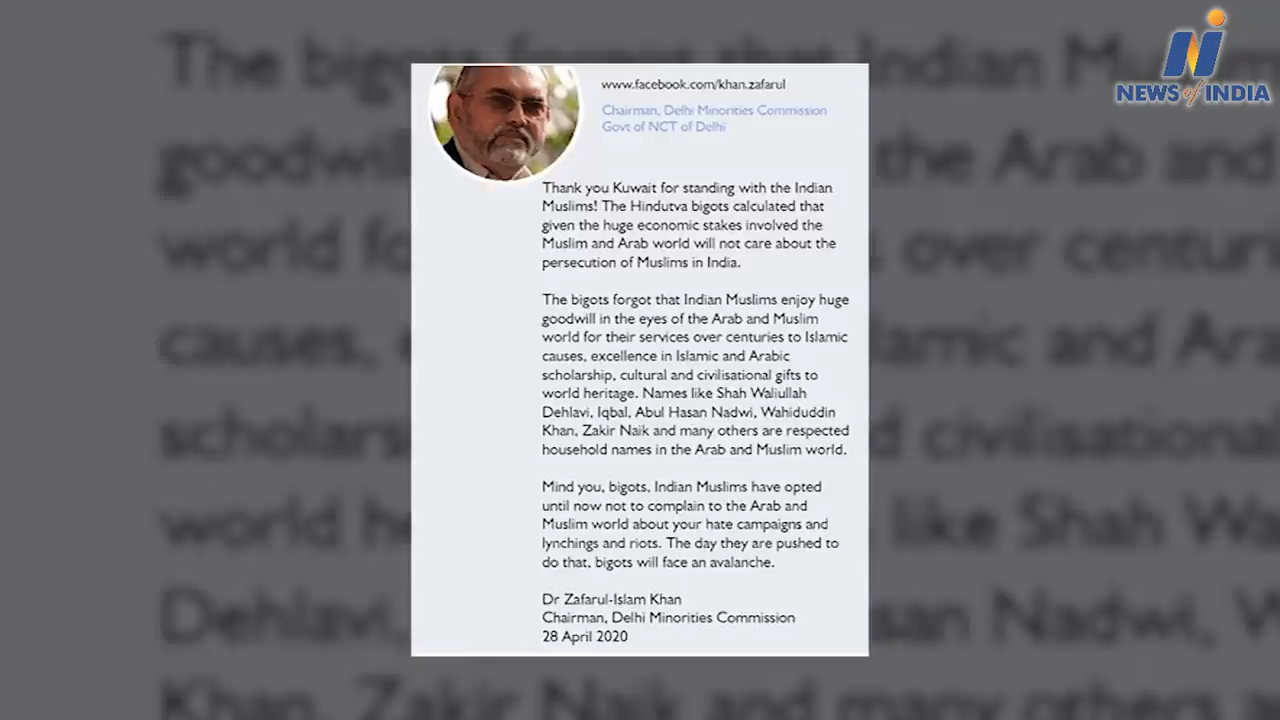 NEWS of INDIA
www.facebook.com/khan.zafarul
Chairman, Delhi Minorities Commission
Govt of NCT of Delhi
Thank you Kuwait for standing with the Indian
Muslims! The Hindutva bigots calculated that
given the huge economic stakes involved the
Muslim and Arab world will not care about the
persecution of Muslims in India.
The bigots forgot that Indian Muslims enjoy huge
goodwill in the eyes of the Arab and Muslim
world for their services over centuries to Islamic
causes, excellence in Islamic and Arabic
scholarship, cultural and civilisational gifts to
world heritage. Names like Shah Waliullah
Dehlavi, Iqbal, Abul Hasan Nadwi, Wahiduddin
Khan, Zakir Naik and many others are respected
household names in the Arab and Muslim world.
Mind you, bigots, Indian Muslims have opted
until now not to complain to the Arab and
Muslim world about your hate campaigns and
lynchings and riots. The day they are pushed to
do that, bigots will face an avalanche.
Dr Zafarul-Islam Khan
Chairman, Delhi Minorities Commission
28 April 2020